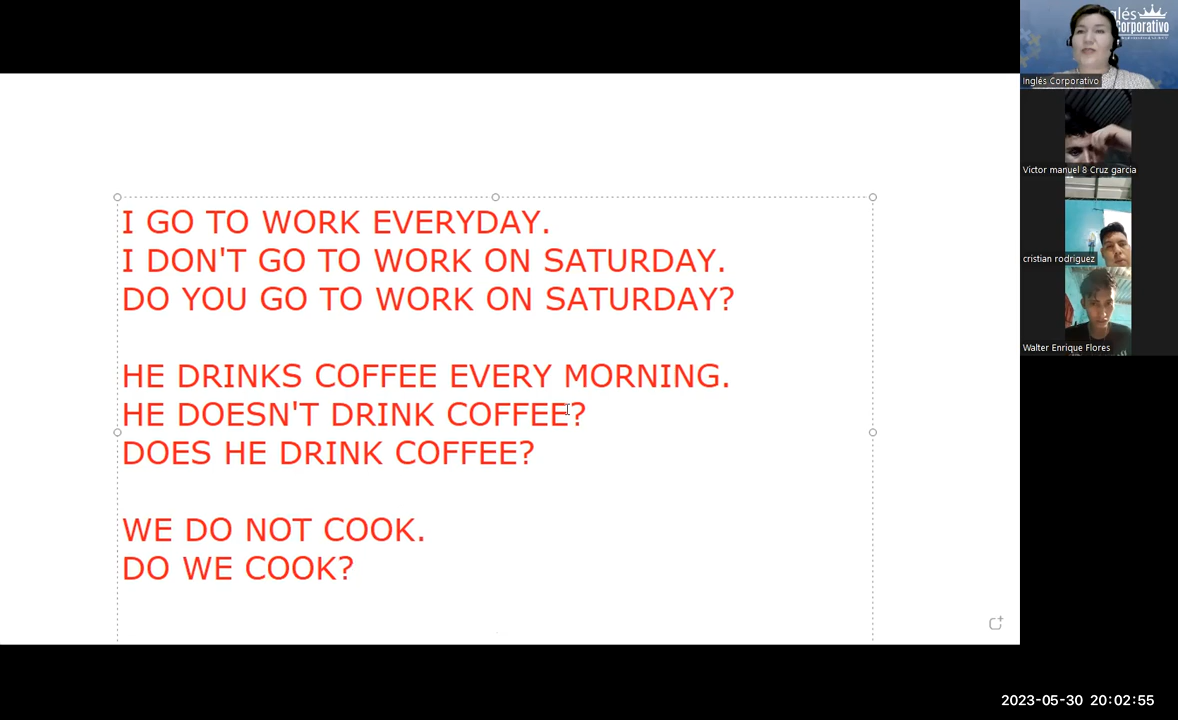 I GO TO WORK EVERYDAY.
I DON'T GO TO WORK ON SATURDAY.
DO YOU GO TO WORK ON SATURDAY?
HE DRINKS COFFEE EVERY MORNING.
HE DOESN'T DRINK COFFEE?
DOES HE DRINK COFFEE?
WE DO NOT COOK.
DO WE COOK?
glés
Corporativo
Inglés Corporativo
Victor manuel 8 Cruz garcia
cristian rodriguez
Walter Enrique Flores
2023-05-30 20:02:55